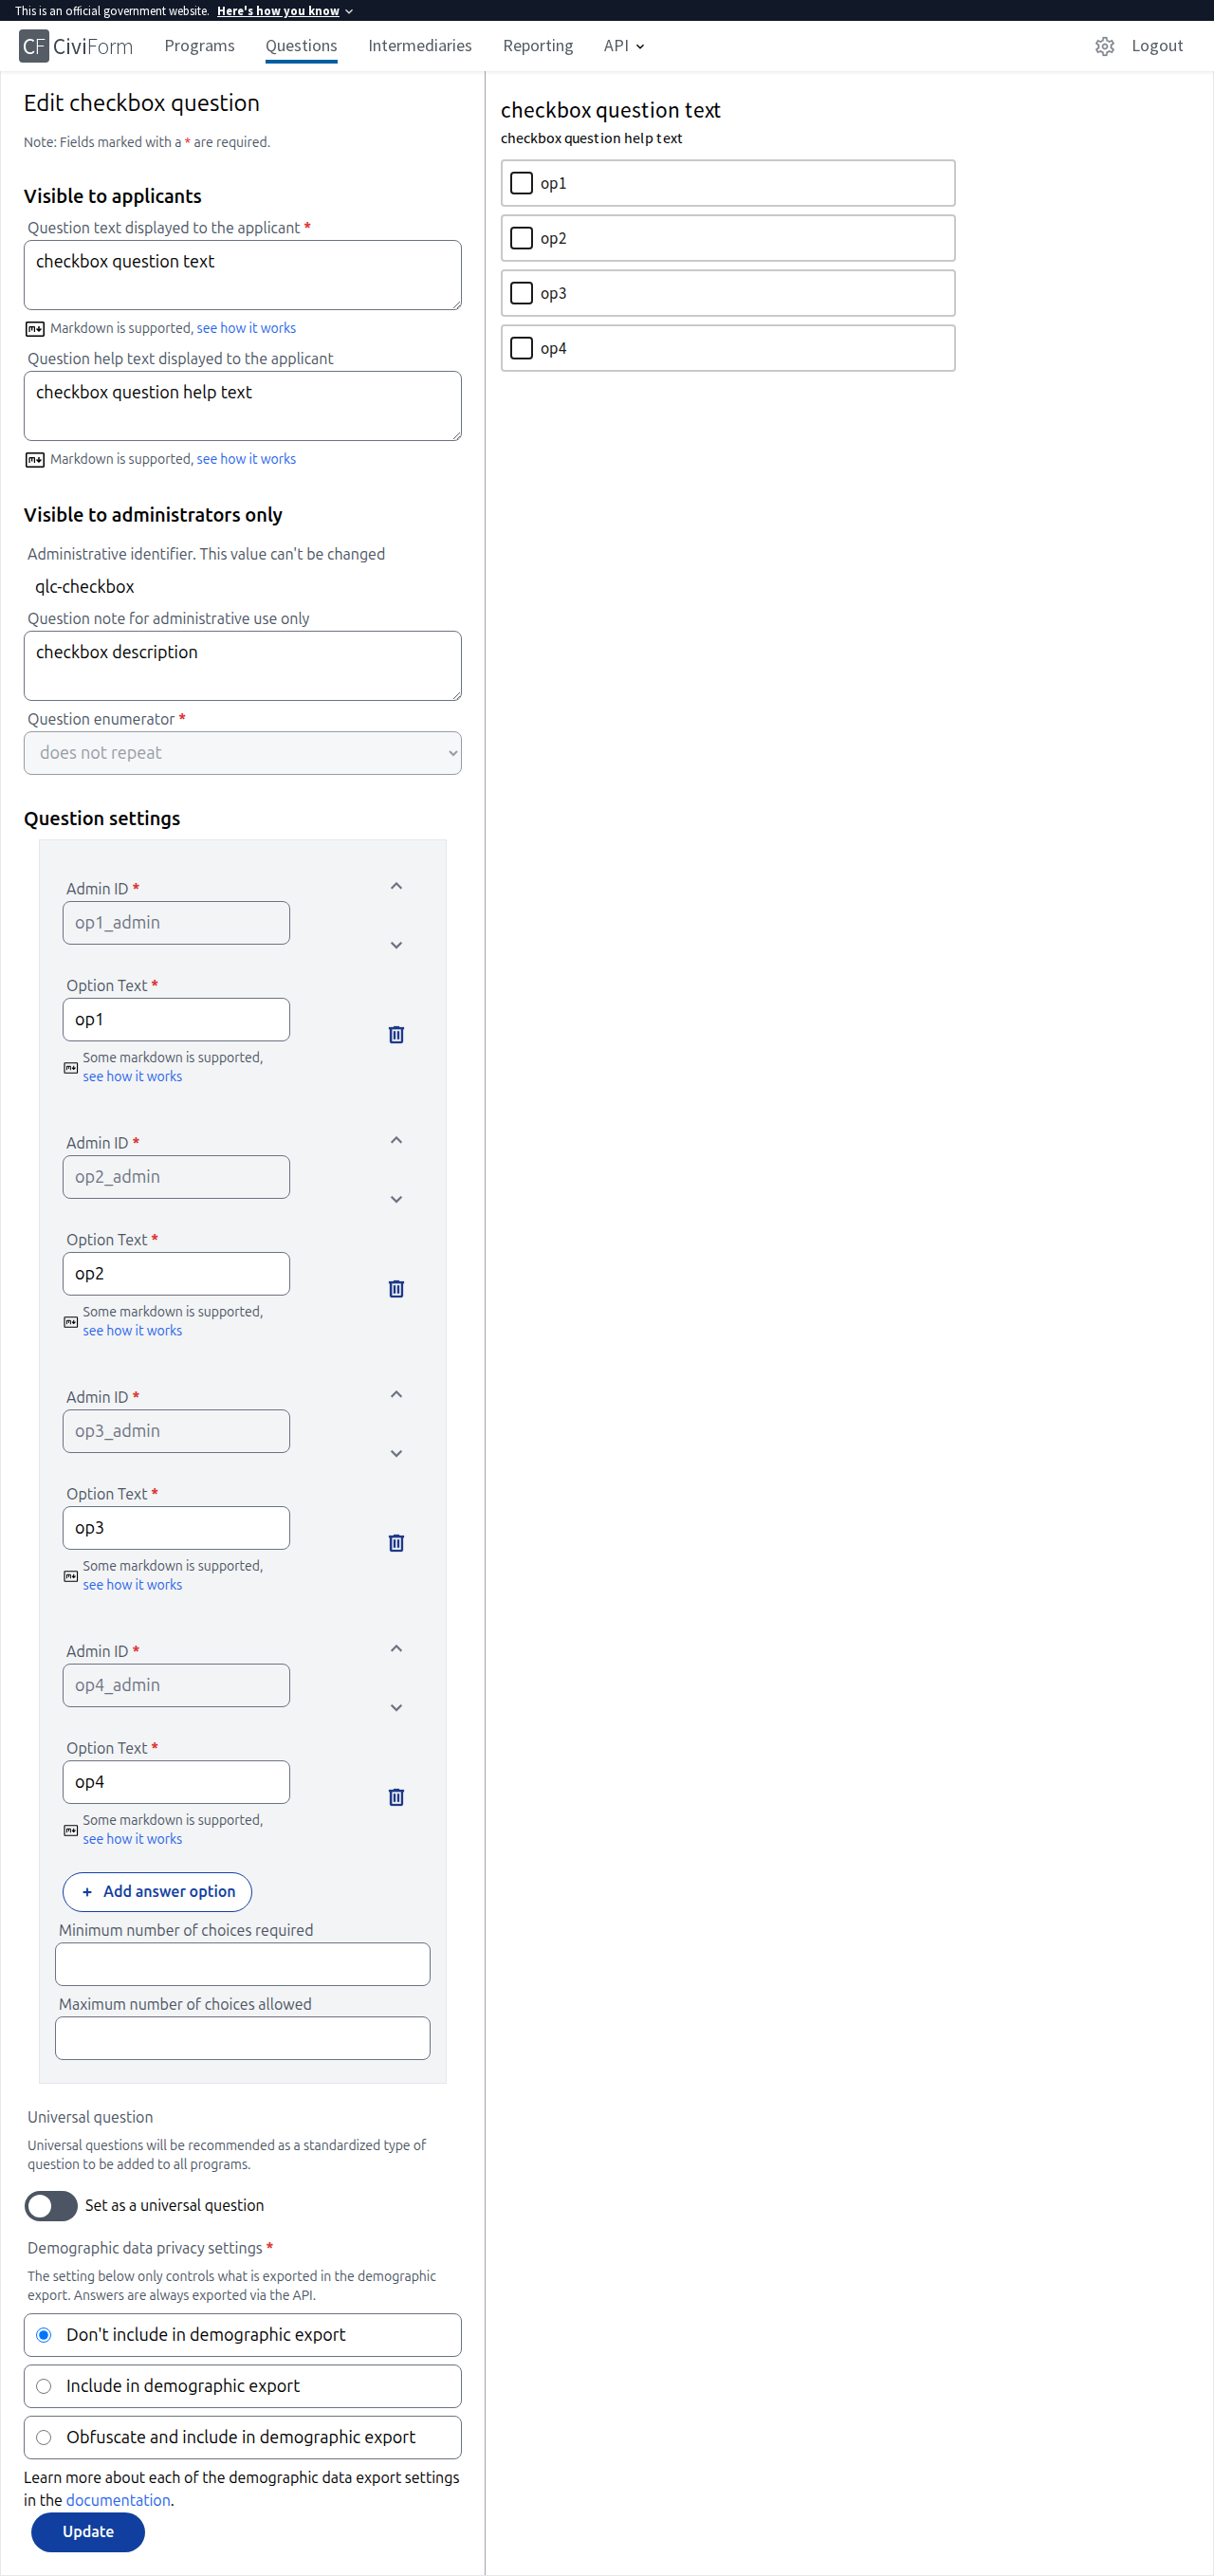 This is an official government website. Here's how you know
CF CiviForm Programs Questions Intermediaries Reporting API Logout
Edit checkbox question
Note: Fields marked with a * are required.
Visible to applicants
Question text displayed to the applicant *
checkbox question text
Markdown is supported, see how it works
Question help text displayed to the applicant
checkbox question help text
Markdown is supported, see how it works
Visible to administrators only
Administrative identifier. This value can't be changed
qlc-checkbox
Question note for administrative use only
checkbox description
Question enumerator *
does not repeat
Question settings
Admin ID *
op1_admin
Option Text *
op1
Some markdown is supported,
see how it works
Admin ID *
op2_admin
Option Text *
op2
Some markdown is supported,
see how it works
Admin ID *
op3_admin
Option Text *
op3
Some markdown is supported,
see how it works
Admin ID *
op4_admin
Option Text *
op4
Some markdown is supported,
see how it works
+ Add answer option
Minimum number of choices required
Maximum number of choices allowed
Universal question
Universal questions will be recommended as a standardized type of
question to be added to all programs.
Set as a universal question
Demographic data privacy settings *
The setting below only controls what is exported in the demographic
export. Answers are always exported via the API.
Don't include in demographic export
Include in demographic export
Obfuscate and include in demographic export
Learn more about each of the demographic data export settings
in the documentation.
Update
checkbox question text
checkbox question help text
op1
op2
op3
op4